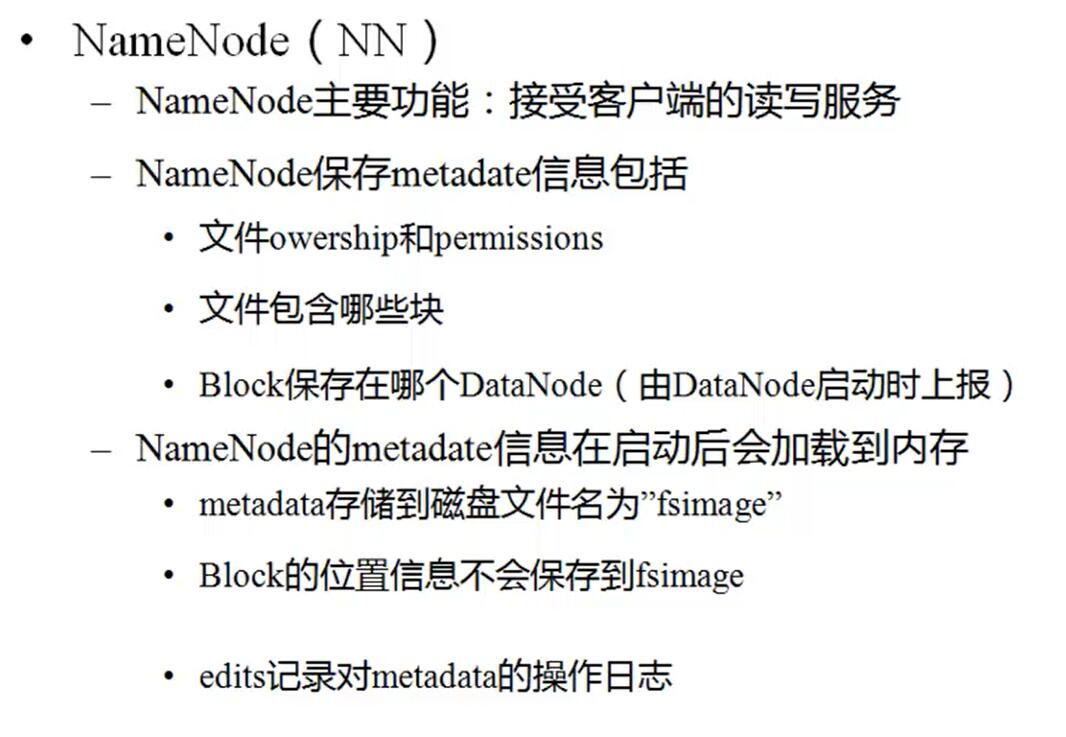 • NameNode（NN）
– NameNode主要功能：接受客户端的读写服务
– NameNode保存metadate信息包括
• 文件owership和permissions
• 文件包含哪些块
• Block保存在哪个DataNode（由DataNode启动时上报）
– NameNode的metadate信息在启动后会加载到内存
• metadata存储到磁盘文件名为”fsimage”
• Block的位置信息不会保存到fsimage
• edits记录对metadata的操作日志